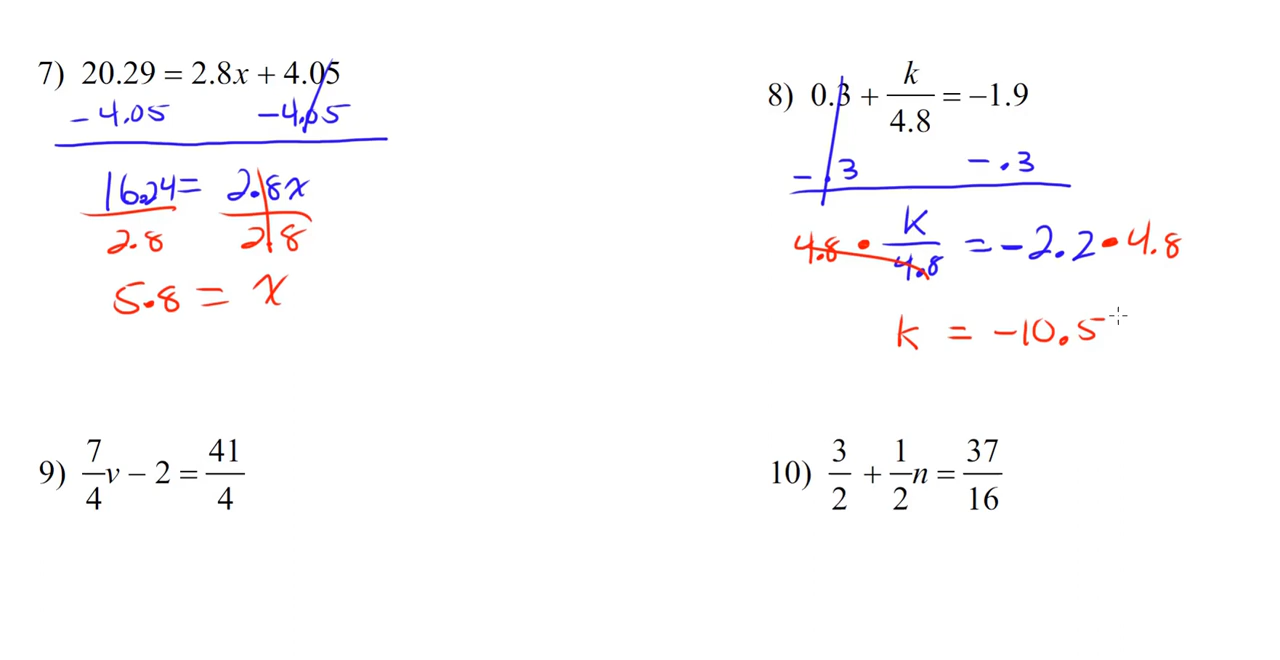 7) 20.29 = 2.8x + 4.05
- 4.05 - 4.05
16.24 = 2.8x
2.8 2.8
5.8 = x
8) 0.3 + k/4.8 = -1.9
- .3 - .3
4.8 • k/4.8 = -2.2 • 4.8
k = -10.5
9) 7/4 v - 2 = 41/4
10) 3/2 + 1/2 n = 37/16